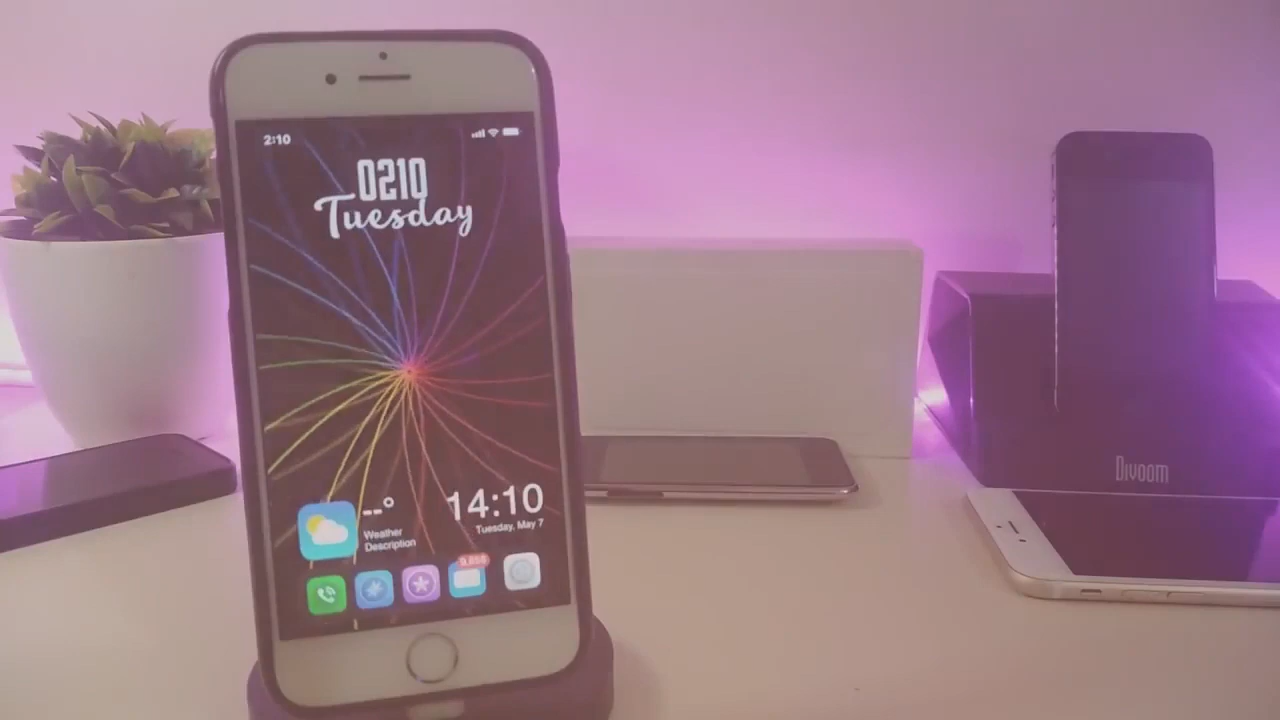 2:10
0210
Tuesday
--°
Weather
Description
14:10
Tuesday, May 7
Divoom